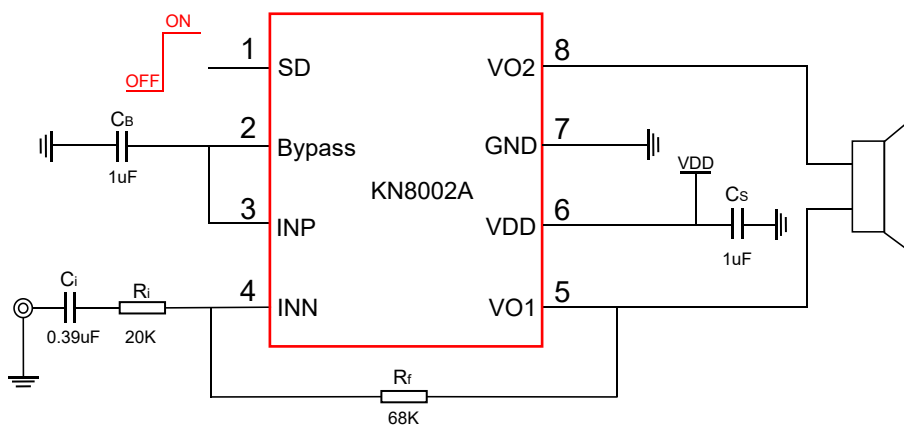 ON
OFF
1
SD
CB
1uF
2
Bypass
3
INP
Ci
0.39uF
Ri
20K
4
INN
KN8002A
VO2
8
GND
7
VDD
6
VDD
CS
1uF
VO1
5
Rf
68K